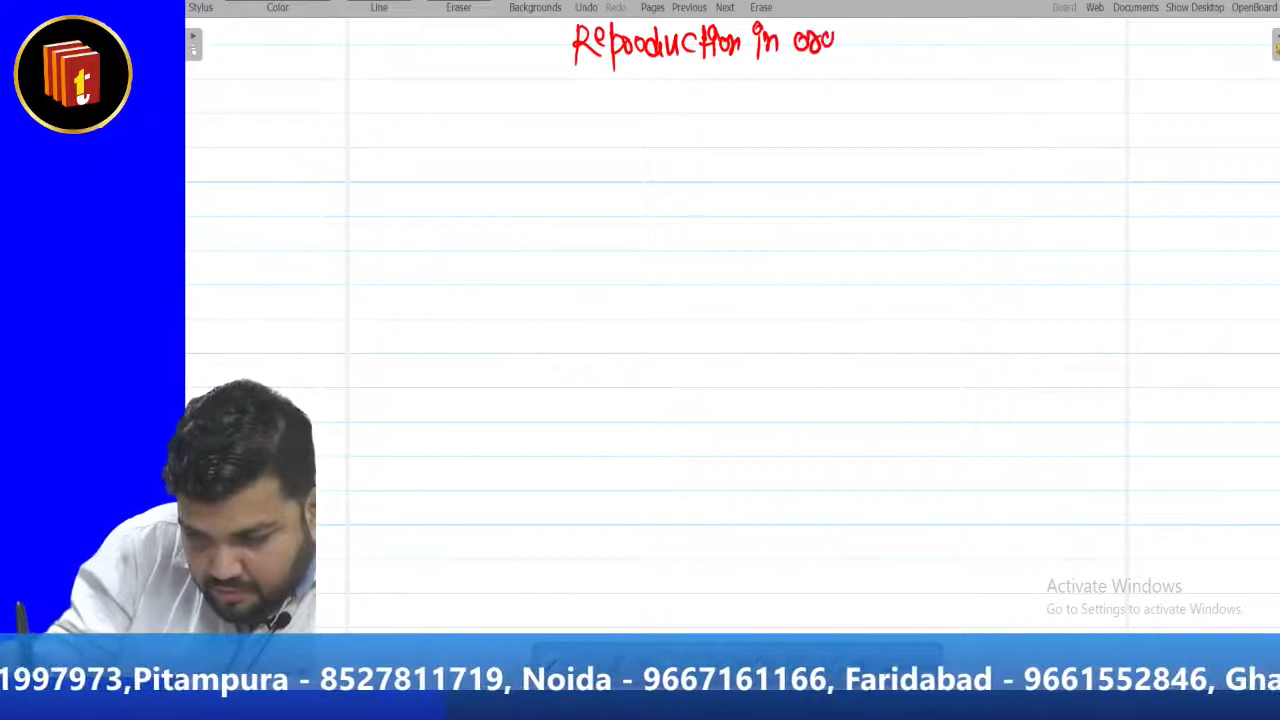 Stylus Color Line Eraser Backgrounds Undo Redo Pages Previous Next Erase Board Web Documents Show Desktop OpenBoard
Reproduction in
t
Activate Windows
Go to Settings to activate Windows.
1997973,Pitampura - 8527811719, Noida - 9667161166, Faridabad - 9661552846, Gha